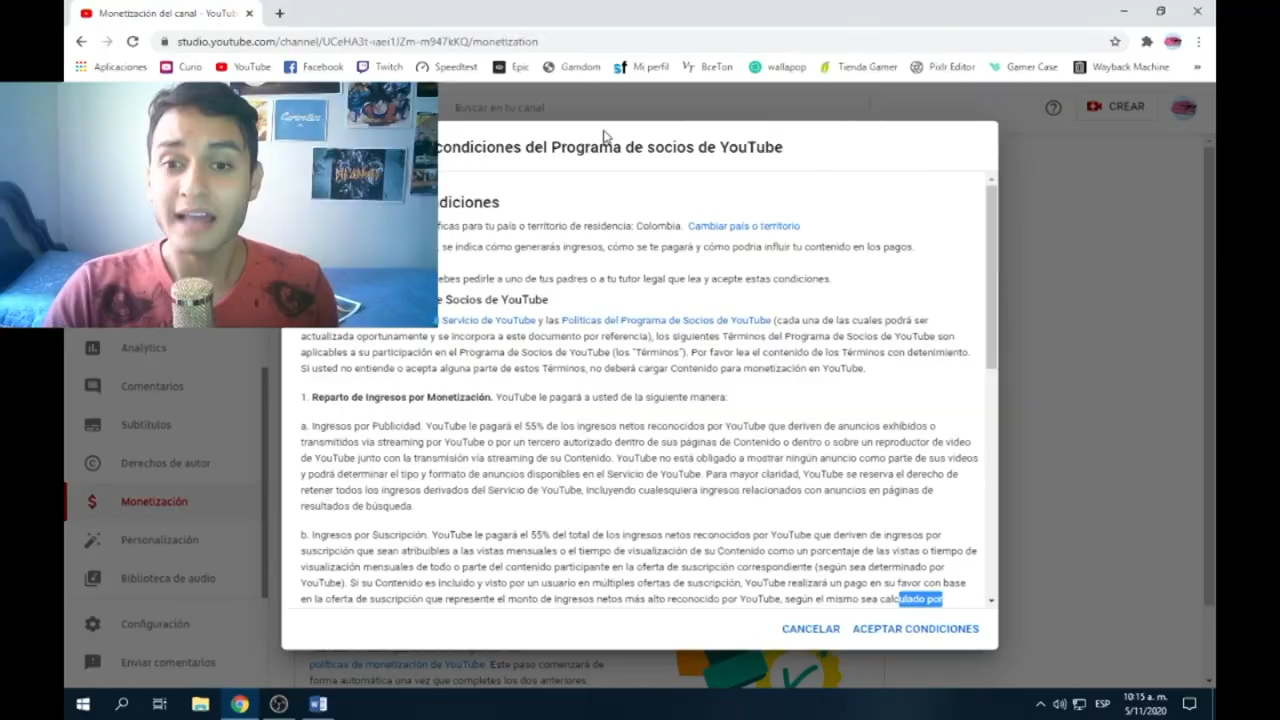 Monetización del canal - YouTub
studio.youtube.com/channel/UCeHA3t-iaei1JZm-m947kKQ/monetization
Aplicaciones Curio YouTube Facebook Twitch Speedtest Epic Gamdom Mi perfil BceTon wallapop Tienda Gamer Pixlr Editor Gamer Case Wayback Machine »
Buscar en tu canal
CREAR
condiciones del Programa de socios de YouTube
diciones
ficas para tu país o territorio de residencia: Colombia. Cambiar país o territorio
, se indica cómo generarás ingresos, cómo se te pagará y cómo podría influir tu contenido en los pagos.
ebes pedirle a uno de tus padres o a tu tutor legal que lea y acepte estas condiciones.
e Socios de YouTube
Servicio de YouTube y las Políticas del Programa de Socios de YouTube (cada una de las cuales podrá ser
actualizada oportunamente y se incorpora a este documento por referencia), los siguientes Términos del Programa de Socios de YouTube son
aplicables a su participación en el Programa de Socios de YouTube (los "Términos"). Por favor lea el contenido de los Términos con detenimiento.
Si usted no entiende o acepta alguna parte de estos Términos, no deberá cargar Contenido para monetización en YouTube.
1. Reparto de Ingresos por Monetización. YouTube le pagará a usted de la siguiente manera:
a. Ingresos por Publicidad. YouTube le pagará el 55% de los ingresos netos reconocidos por YouTube que deriven de anuncios exhibidos o
transmitidos vía streaming por YouTube o por un tercero autorizado dentro de sus páginas de Contenido o dentro o sobre un reproductor de video
de YouTube junto con la transmisión vía streaming de su Contenido. YouTube no está obligado a mostrar ningún anuncio como parte de sus videos
y podrá determinar el tipo y formato de anuncios disponibles en el Servicio de YouTube. Para mayor claridad, YouTube se reserva el derecho de
retener todos los ingresos derivados del Servicio de YouTube, incluyendo cualesquiera ingresos relacionados con anuncios en páginas de
resultados de búsqueda.
b. Ingresos por Suscripción. YouTube le pagará el 55% del total de los ingresos netos reconocidos por YouTube que deriven de ingresos por
suscripción que sean atribuibles a las vistas mensuales o el tiempo de visualización de su Contenido como un porcentaje de las vistas o tiempo de
visualización mensuales de todo o parte del contenido participante en la oferta de suscripción correspondiente (según sea determinado por
YouTube). Si su Contenido es incluido y visto por un usuario en múltiples ofertas de suscripción, YouTube realizará un pago en su favor con base
en la oferta de suscripción que represente el monto de ingresos netos más alto reconocido por YouTube, según el mismo sea calculado por
CANCELAR ACEPTAR CONDICIONES
Analytics
Comentarios
Subtítulos
Derechos de autor
Monetización
Personalización
Biblioteca de audio
Configuración
Enviar comentarios
políticas de monetización de YouTube. Este paso comenzará de
forma automática una vez que completes los dos anteriores.
ESP
10:15 a. m.
5/11/2020